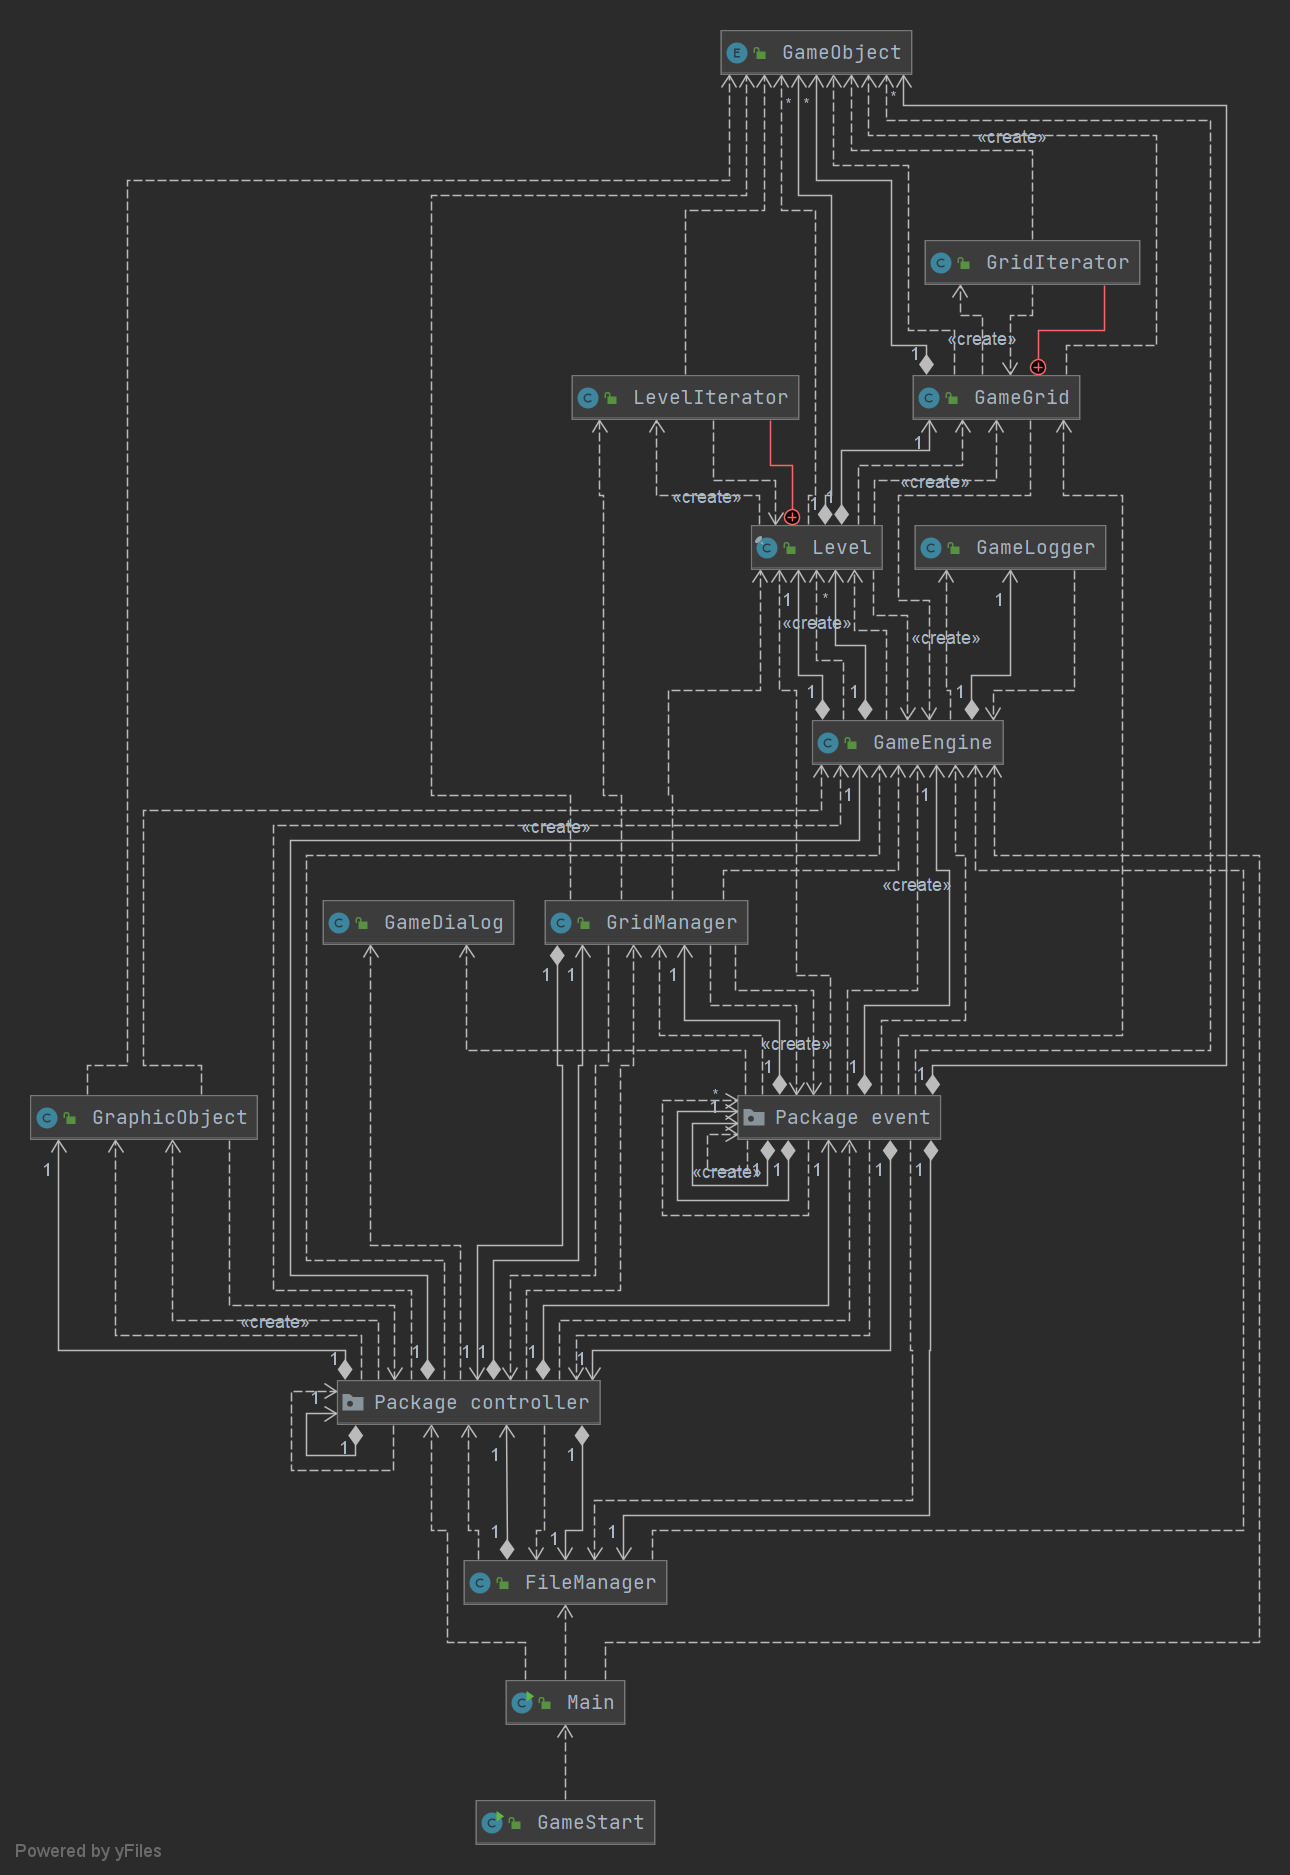 E GameObject
*
*
*
«create»
C GridIterator
«create»
1
C LevelIterator
C GameGrid
1
«create»
«create»
1
1
C Level
C GameLogger
1
*
1
«create»
«create»
1
1
1
C GameEngine
1
1
«create»
«create»
C GameDialog
C GridManager
1
1
1
«create»
1
1
1
*
1
C GraphicObject
Package event
1
«create»
1
1
1
1
1
«create»
1
1
1
1
1
1
Package controller
1
1
1
1
1
1
1
C FileManager
C Main
C GameStart
Powered by yFiles